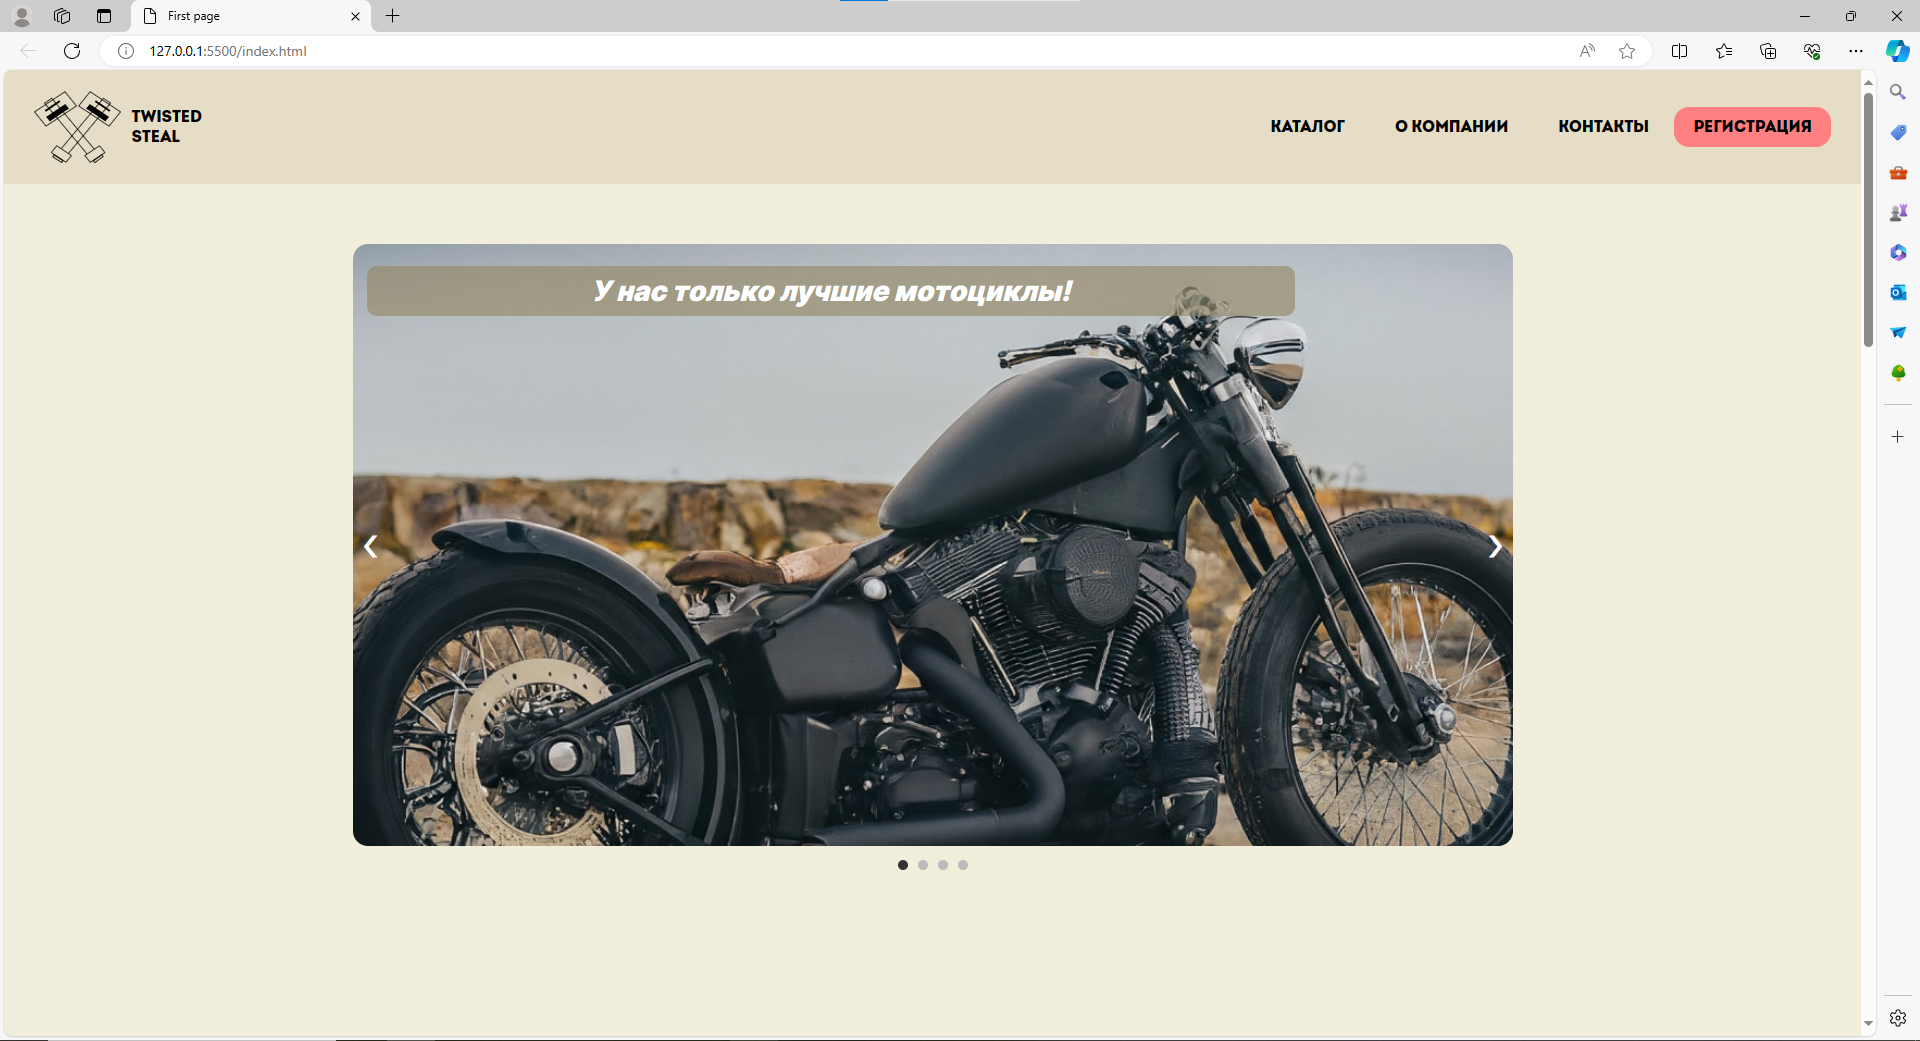 First page
127.0.0.1:5500/index.html
TWISTED
STEAL
КАТАЛОГ
О КОМПАНИИ
КОНТАКТЫ
РЕГИСТРАЦИЯ
У нас только лучшие мотоциклы!